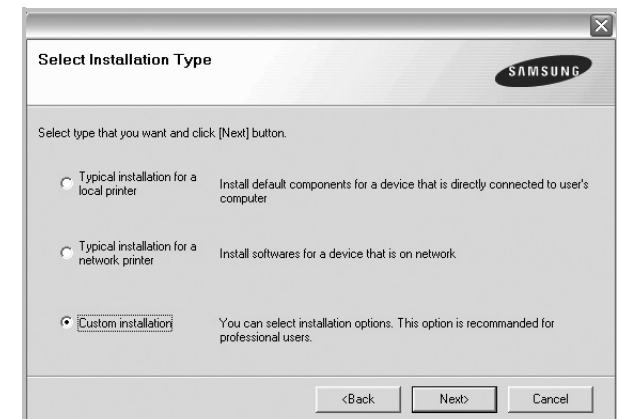 Select Installation Type
SAMSUNG
Select type that you want and click [Next] button.
Typical installation for a
local printer
Install default components for a device that is directly connected to user's
computer
Typical installation for a
network printer
Install softwares for a device that is on network
Custom installation
You can select installation options. This option is recommanded for
professional users.
<Back Next> Cancel